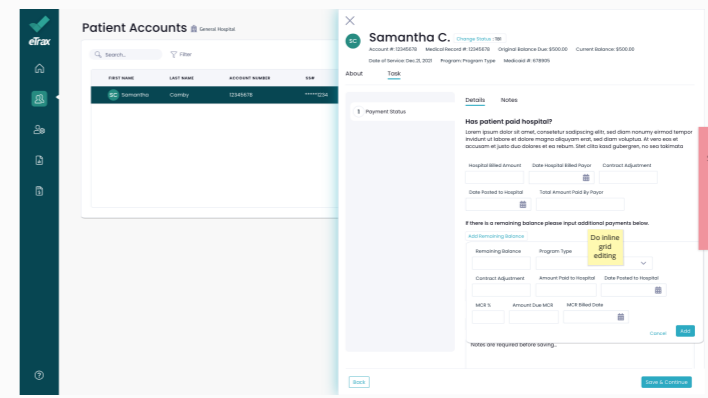 eTrax
Patient Accounts General Hospital
Search..
Filter
FIRST NAME LAST NAME ACCOUNT NUMBER SS#
SC Samantha Camby 12345678 *****1234
SC Samantha C. Change Status : TBI
Account #: 12345678 Medical Record #: 12345678 Original Balance Due: $500.00 Current Balance: $500.00
Date of Service: Dec 21, 2021 Program: Program Type Medicaid #: 678905
About Task
1 Payment Status
Details Notes
Has patient paid hospital?
Lorem ipsum dolor sit amet, consetetur sadipscing elitr, sed diam nonumy eirmod tempor
invidunt ut labore et dolore magna aliquyam erat, sed diam voluptua. At vero eos et
accusam et justo duo dolores et ea rebum. Stet clita kasd gubergren, no sea takimata
Hospital Billed Amount Date Hospital Billed Payor Contract Adjustment
Date Posted to Hospital Total Amount Paid By Payor
If there is a remaining balance please input additional payments below.
Add Remaining Balance
Do inline
grid
editing
Remaining Balance Program Type
Contract Adjustment Amount Paid to Hospital Date Posted to Hospital
MCR % Amount Due MCR MCR Billed Date
Cancel Add
Notes are required before saving..
Back Save & Continue